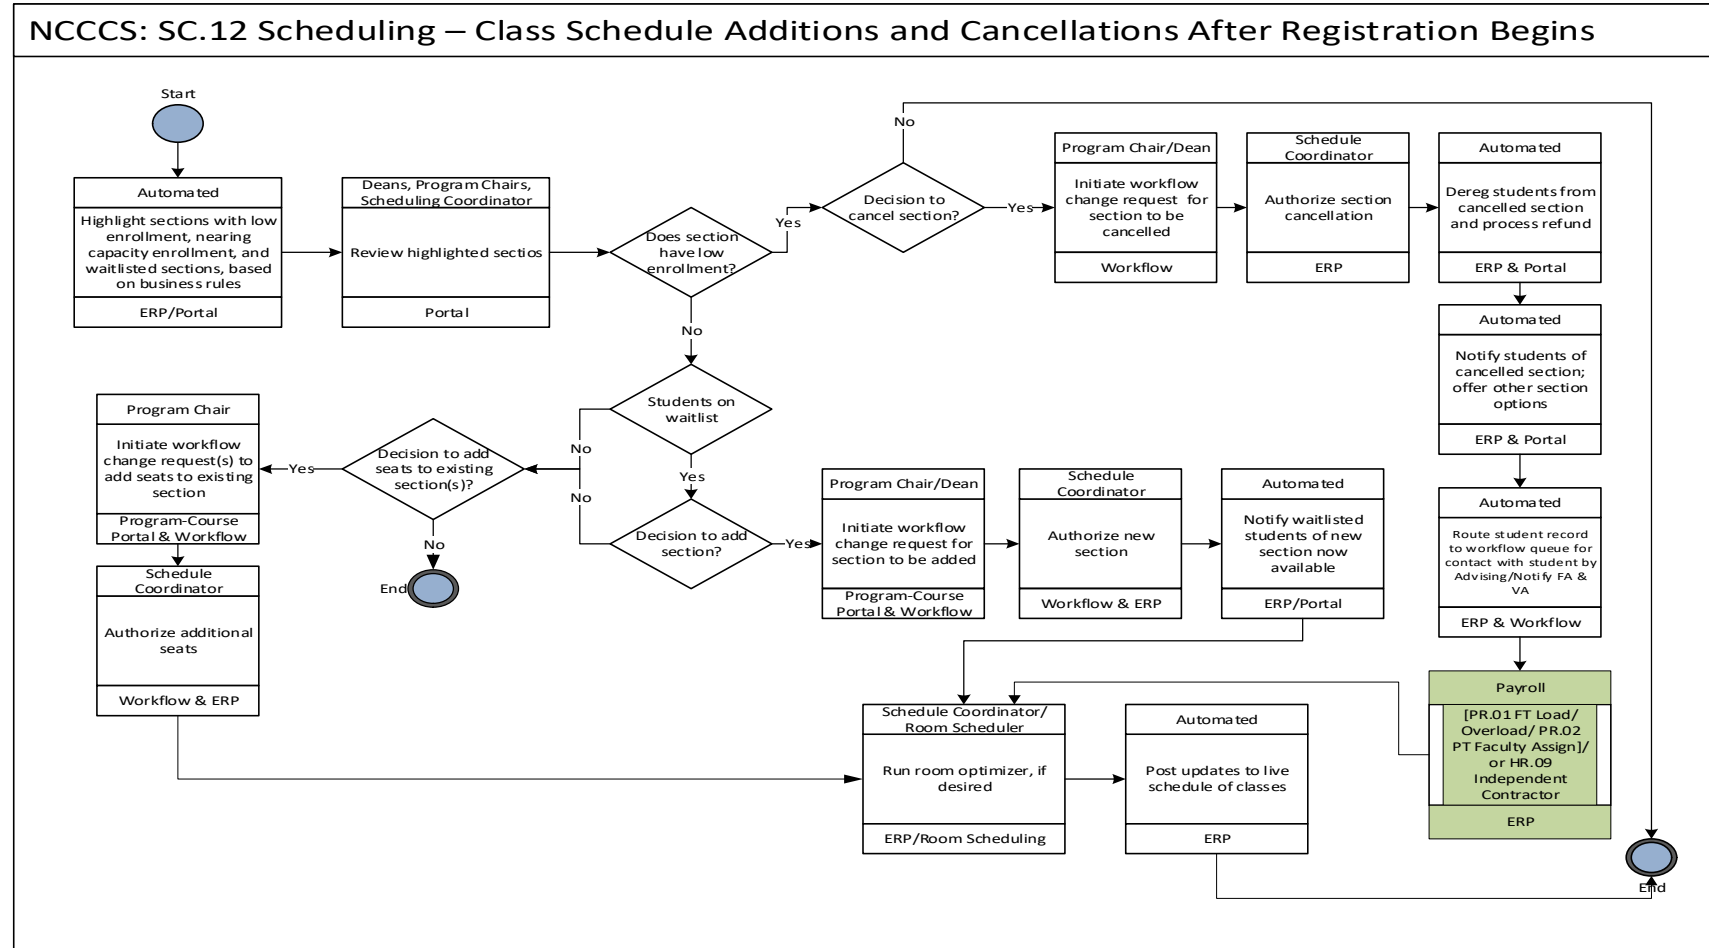 NCCCS: SC.12 Scheduling – Class Schedule Additions and Cancellations After Registration Begins
Start
Automated
Highlight sections with low
enrollment, nearing
capacity enrollment, and
waitlisted sections, based
on business rules
ERP/Portal
Deans, Program Chairs,
Scheduling Coordinator
Review highlighted sectios
Portal
Does section
have low
enrollment?
Yes
No
Decision to
cancel section?
No
Yes
Program Chair/Dean
Initiate workflow
change request for
section to be
cancelled
Workflow
Schedule
Coordinator
Authorize section
cancellation
ERP
Automated
Dereg students from
cancelled section
and process refund
ERP & Portal
Automated
Notify students of
cancelled section;
offer other section
options
ERP & Portal
Automated
Route student record
to workflow queue for
contact with student by
Advising/Notify FA &
VA
ERP & Workflow
Payroll
[PR.01 FT Load/
Overload/ PR.02
PT Faculty Assign]/
or HR.09
Independent
Contractor
ERP
Students on
waitlist
No
Yes
Decision to add
section?
No
Yes
Decision to add
seats to existing
section(s)?
Yes
No
End
Program Chair
Initiate workflow
change request(s) to
add seats to existing
section
Program-Course
Portal & Workflow
Schedule
Coordinator
Authorize additional
seats
Workflow & ERP
Program Chair/Dean
Initiate workflow
change request for
section to be added
Program-Course
Portal & Workflow
Schedule
Coordinator
Authorize new
section
Workflow & ERP
Automated
Notify waitlisted
students of new
section now
available
ERP/Portal
Schedule Coordinator/
Room Scheduler
Run room optimizer, if
desired
ERP/Room Scheduling
Automated
Post updates to live
schedule of classes
ERP
End